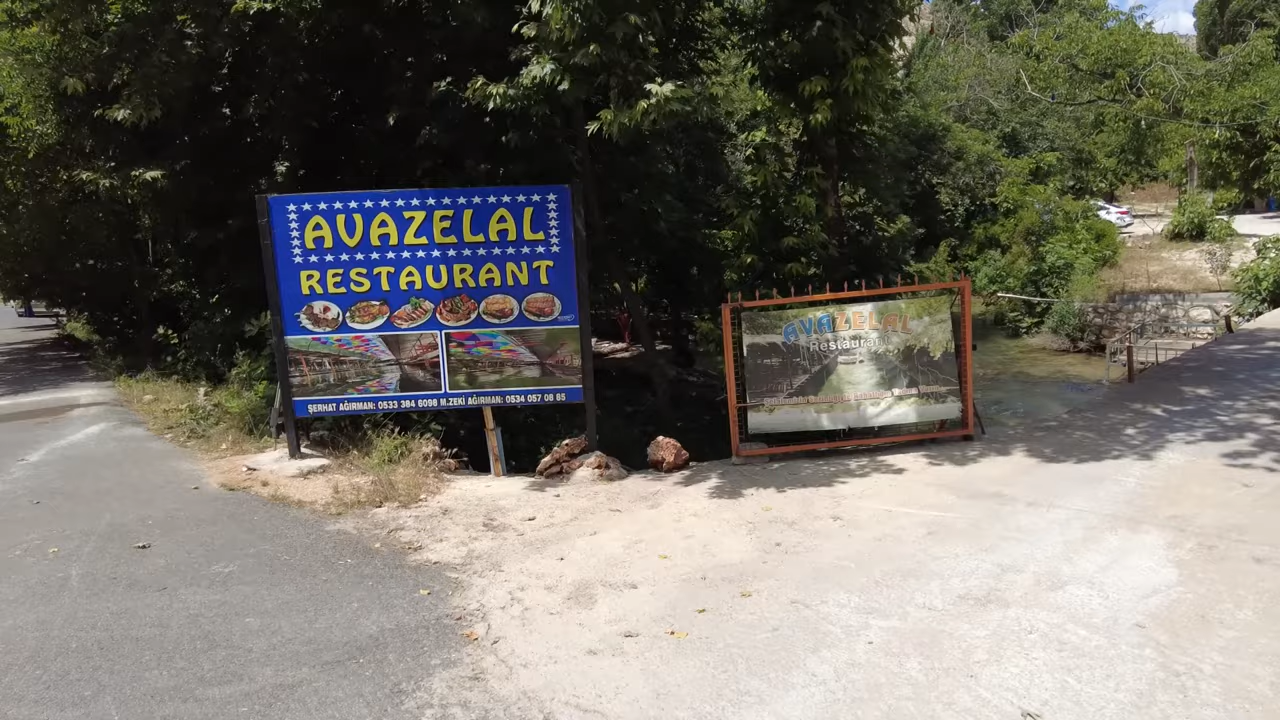 AVAZELAL
RESTAURANT
ŞERHAT AĞIRMAN: 0533 384 6098 M.ZEKİ AĞIRMAN: 0534 057 08 65
AVAZELAL
Restaurant